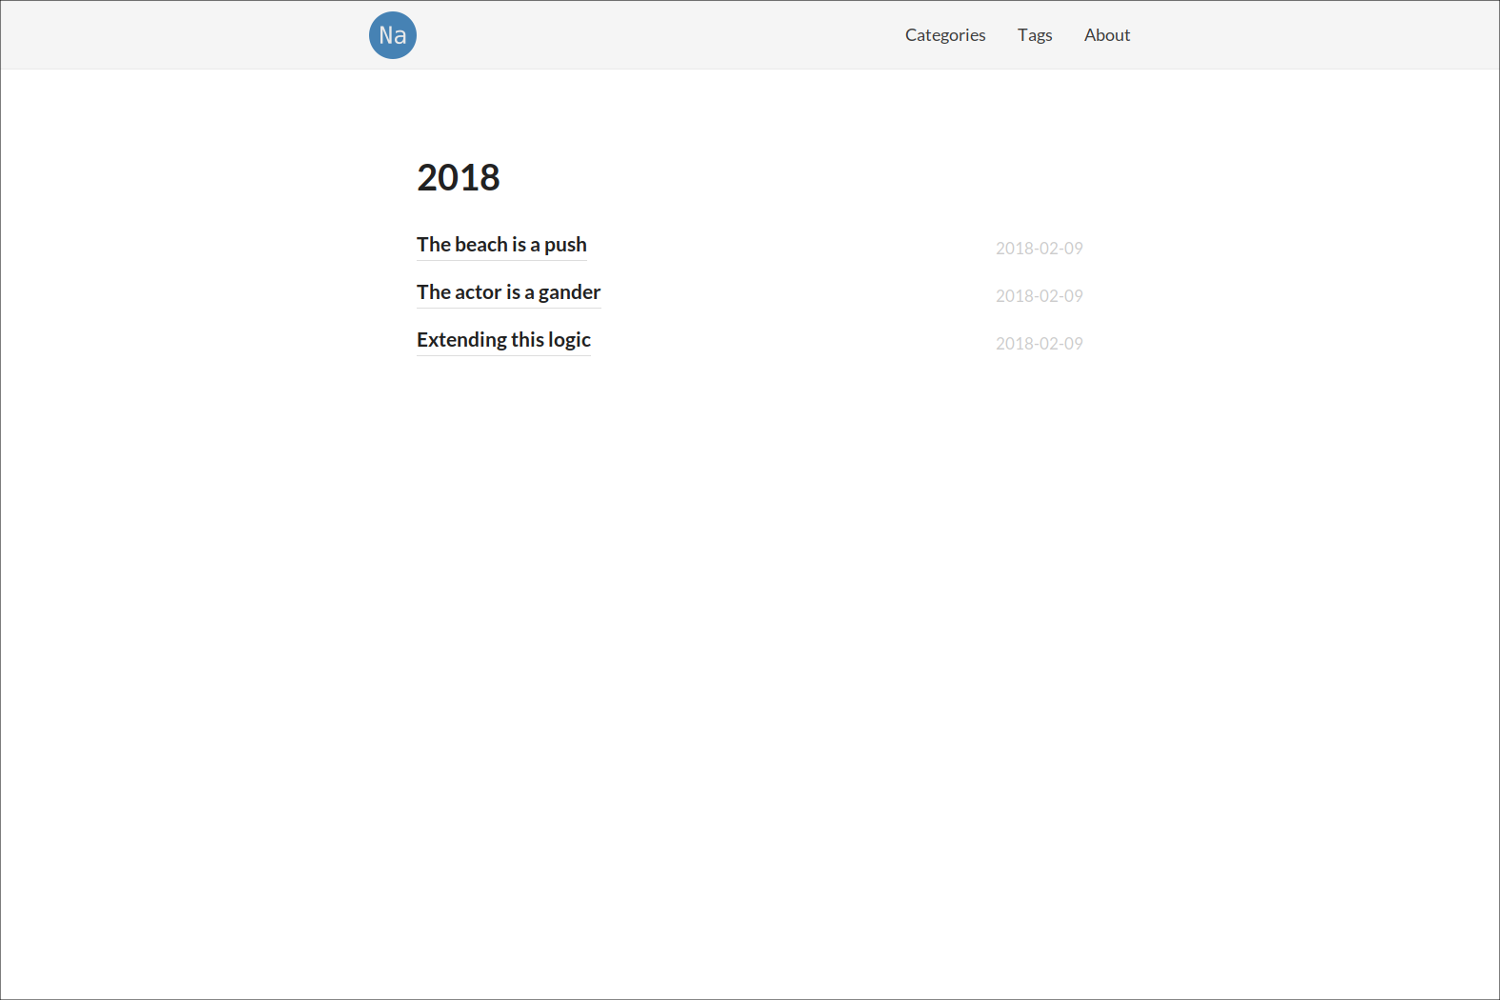 Na Categories Tags About
2018
The beach is a push 2018-02-09
The actor is a gander 2018-02-09
Extending this logic 2018-02-09